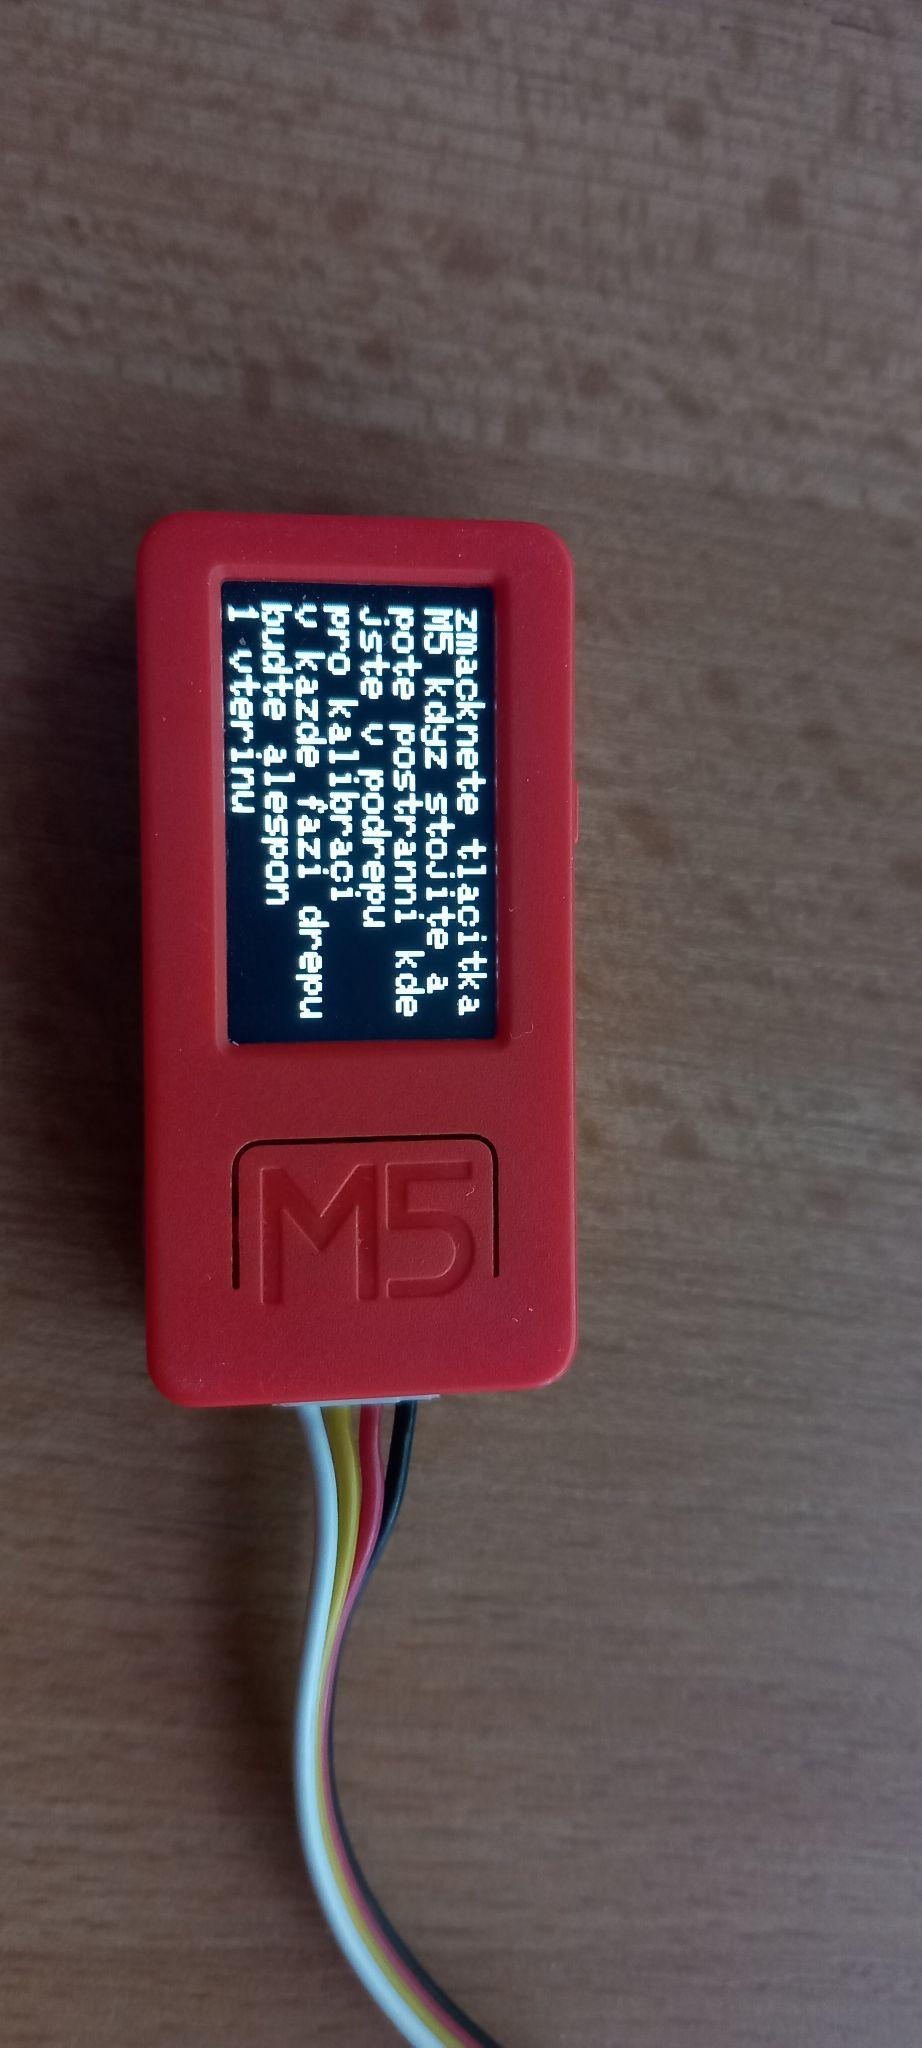 zmacknete tlacitka
M5 kdyz stojite a
pote postranni kde
jste v podrepu
pro kalibraci
v kazde fazi drepu
budte alespon
1 vterinu
M5